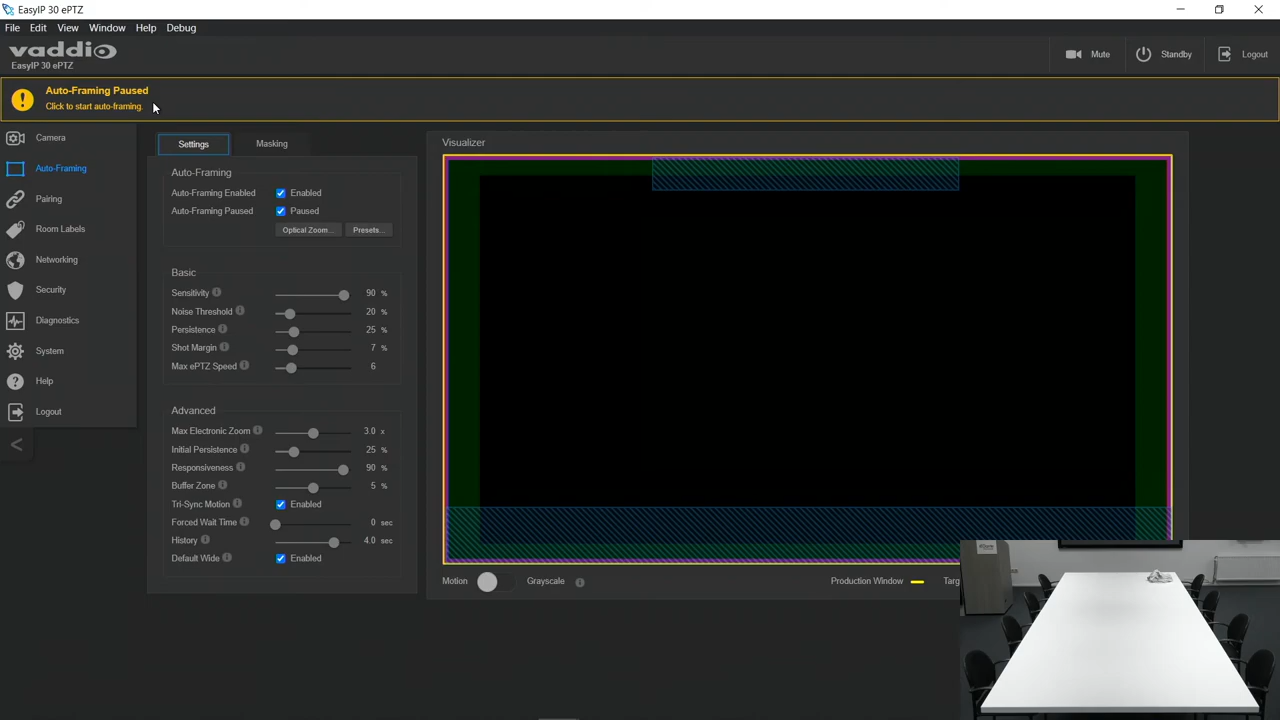 EasyIP 30 ePTZ
File Edit View Window Help Debug
vaddio
EasyIP 30 ePTZ
Mute Standby Logout
Auto-Framing Paused
Click to start auto-framing.
Camera
Auto-Framing
Pairing
Room Labels
Networking
Security
Diagnostics
System
Help
Logout
<
Settings Masking
Auto-Framing
Auto-Framing Enabled Enabled
Auto-Framing Paused Paused
Optical Zoom... Presets...
Basic
Sensitivity 90 %
Noise Threshold 20 %
Persistence 25 %
Shot Margin 7 %
Max ePTZ Speed 6
Advanced
Max Electronic Zoom 3.0 x
Initial Persistence 25 %
Responsiveness 90 %
Buffer Zone 5 %
Tri-Sync Motion Enabled
Forced Wait Time 0 sec
History 4.0 sec
Default Wide Enabled
Visualizer
Motion Grayscale Production Window Targ